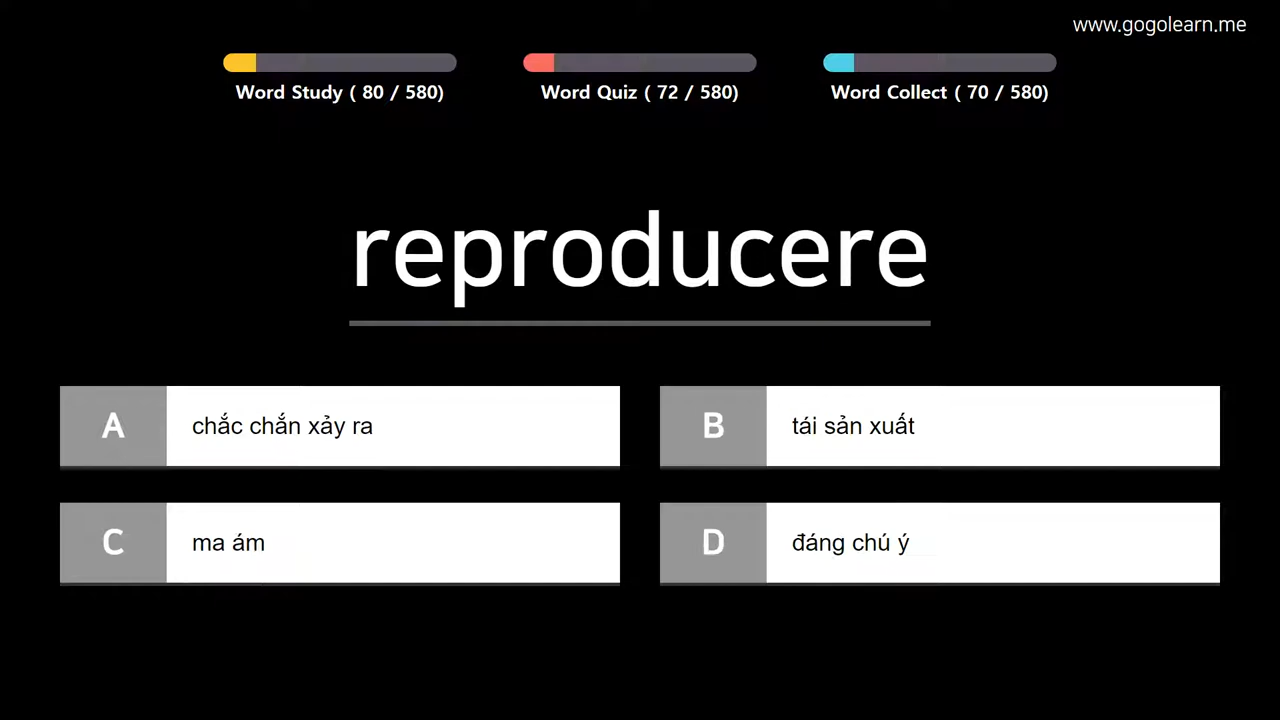 www.gogolearn.me
Word Study ( 80 / 580)
Word Quiz ( 72 / 580)
Word Collect ( 70 / 580)
reproducere
A chắc chắn xảy ra
B tái sản xuất
C ma ám
D đáng chú ý